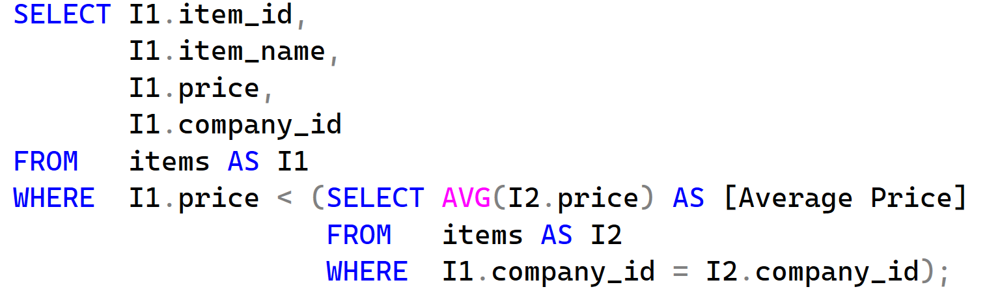 SELECT I1.item_id,
I1.item_name,
I1.price,
I1.company_id
FROM items AS I1
WHERE I1.price < (SELECT AVG(I2.price) AS [Average Price]
FROM items AS I2
WHERE I1.company_id = I2.company_id);